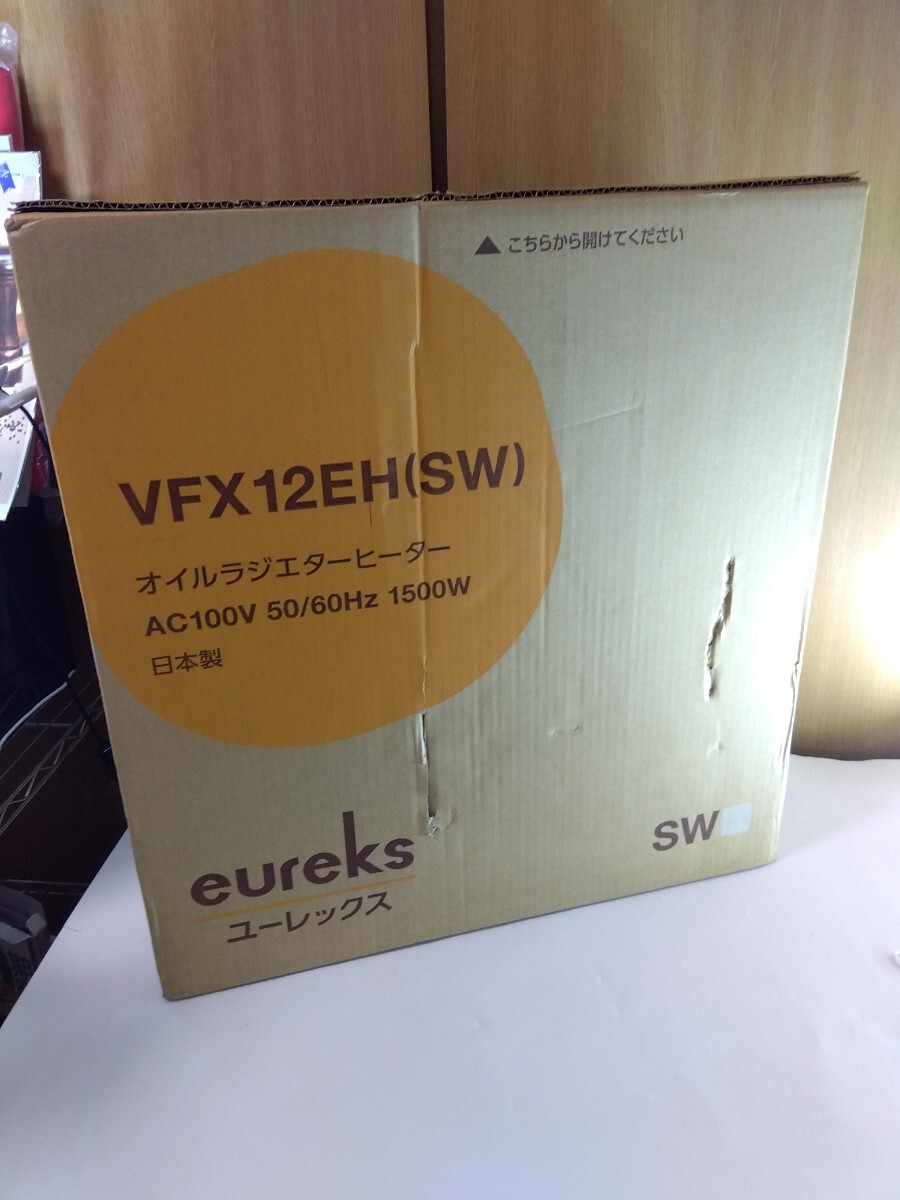 ▲ こちらから開けてください
VFX12EH(SW)
オイルラジエターヒーター
AC100V 50/60Hz 1500W
日本製
eureks
ユーレックス
SW